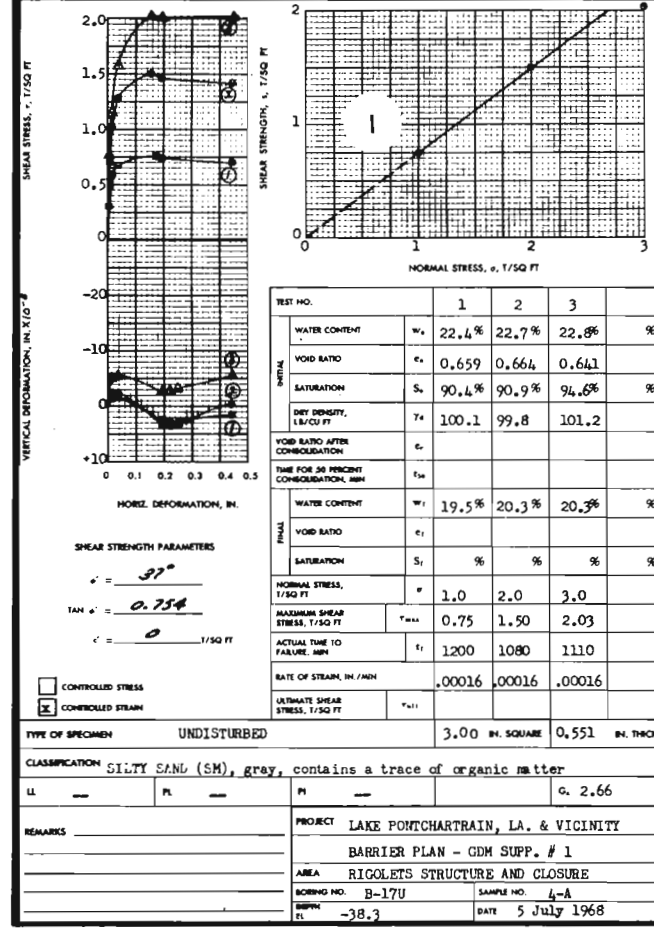 2.0
1.5
1.0
0.5
0
SHEAR STRESS, τ, T/SQ FT
3
2
1
-20
-10
0
+10
VERTICAL DEFORMATION, IN. X10⁻³
3
2
1
0 0.1 0.2 0.3 0.4 0.5
HORIZ. DEFORMATION, IN.
2
1
0
SHEAR STRENGTH, s, T/SQ FT
1
0 1 2 3
NORMAL STRESS, σ, T/SQ FT
SHEAR STRENGTH PARAMETERS
φ' = 37°
TAN φ' = 0.754
c' = 0 T/SQ FT
CONTROLLED STRESS
X CONTROLLED STRAIN
TEST NO. 1 2 3
INITIAL
WATER CONTENT wₒ 22.4% 22.7% 22.8% %
VOID RATIO eₒ 0.659 0.664 0.641
SATURATION Sₒ 90.4% 90.9% 94.6% %
DRY DENSITY, LB/CU FT γd 100.1 99.8 101.2
VOID RATIO AFTER CONSOLIDATION ec
TIME FOR 50 PERCENT CONSOLIDATION, MIN t50
FINAL
WATER CONTENT wf 19.5% 20.3% 20.3% %
VOID RATIO ef
SATURATION Sf % % % %
NORMAL STRESS, T/SQ FT σ 1.0 2.0 3.0
MAXIMUM SHEAR STRESS, T/SQ FT τmax 0.75 1.50 2.03
ACTUAL TIME TO FAILURE, MIN tf 1200 1080 1110
RATE OF STRAIN, IN./MIN .00016 .00016 .00016
ULTIMATE SHEAR STRESS, T/SQ FT τult
TYPE OF SPECIMEN UNDISTURBED 3.00 IN. SQUARE 0.551 IN. THICK
CLASSIFICATION SILTY SAND (SM), gray, contains a trace of organic matter
LL — PL — PI — G. 2.66
REMARKS
PROJECT LAKE PONTCHARTRAIN, LA. & VICINITY
BARRIER PLAN - GDM SUPP. # 1
AREA RIGOLETS STRUCTURE AND CLOSURE
BORING NO. B-17U SAMPLE NO. 4-A
DEPTH EL -38.3 DATE 5 July 1968